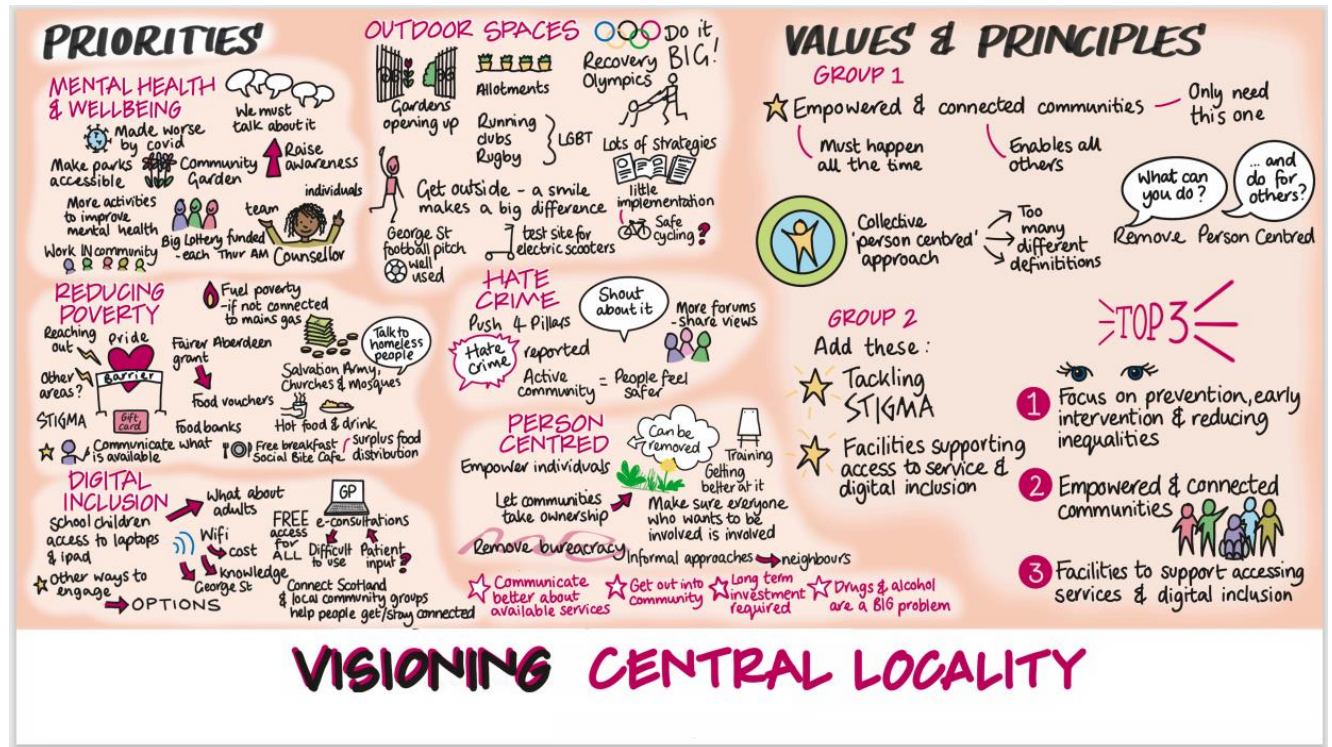 PRIORITIES
MENTAL HEALTH
& WELLBEING
We must
talk about it
Made worse
by covid
Make parks
accessible
Community
Garden
Raise
awareness
More activities
to improve
mental health
individuals
team
Big Lottery funded
- each Thur AM
Counsellor
Work IN community
OUTDOOR SPACES
Do it
BIG!
Recovery
Olympics
Gardens
opening up
Allotments
Running
clubs
Rugby
LGBT
Lots of strategies
little
implementation
Get outside - a smile
makes a big difference
Safe
cycling?
George St
football pitch
well
used
test site for
electric scooters
REDUCING
POVERTY
Fuel poverty
-if not connected
to mains gas
Reaching
out
Pride
Barrier
Other
areas?
STIGMA
Gift
card
Fairer Aberdeen
grant
Food vouchers
Food banks
Talk to
homeless
people
Salvation Army,
Churches & Mosques
Hot food & drink
Communicate what
is available
Free breakfast
Social Bite Cafe
surplus food
distribution
HATE
CRIME
Shout
about it
Push 4 Pillars
More forums
-share views
Hate
Crime
reported
Active
community
= People feel
safer
PERSON
CENTRED
Can be
removed
Training
Getting
better at it
Empower individuals
Let communities
take ownership
Make sure everyone
who wants to be
involved is involved
Remove bureacracy
Informal approaches
neighbours
DIGITAL
INCLUSION
School children
access to laptops
& ipad
What about
adults
GP
e-consultations
FREE
access
for
ALL
Difficult
to use
Patient
input?
Wifi
cost
knowledge
George St
Other ways to
engage
OPTIONS
Connect Scotland
& local community groups
help people get/stay connected
Communicate
better about
available services
Get out into
community
Long term
investment
required
Drugs & alcohol
are a BIG problem
VALUES & PRINCIPLES
GROUP 1
Empowered & connected communities
Only need
this one
Must happen
all the time
Enables all
others
What can
you do?
... and
do for
others?
Collective
'person centred'
approach
Too
many
different
definititions
Remove Person Centred
GROUP 2
Add these:
Tackling
STIGMA
Facilities supporting
access to service &
digital inclusion
TOP 3
1 Focus on prevention, early
intervention & reducing
inequalities
2 Empowered & connected
communities
3 Facilities to support accessing
services & digital inclusion
VISIONING CENTRAL LOCALITY